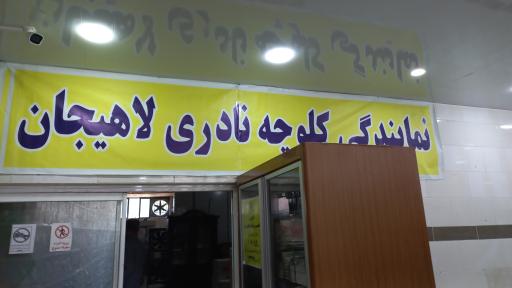 نمایندگی کلوچه نادری لاهیجان